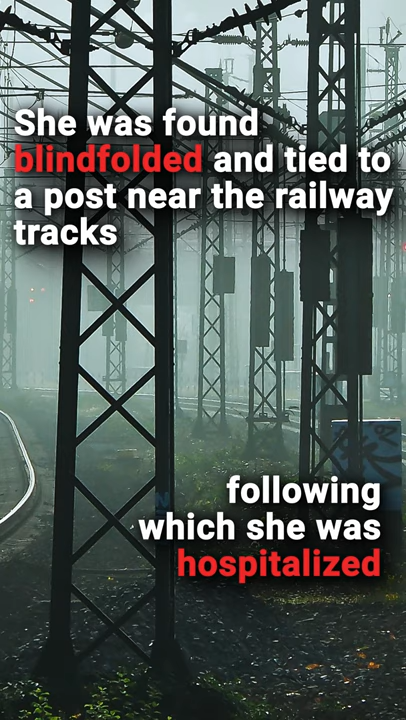 She was found
blindfolded and tied to
a post near the railway
tracks
following
which she was
hospitalized